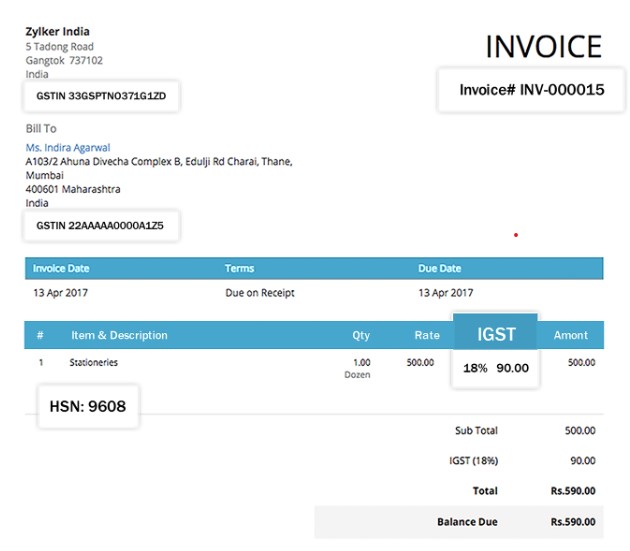 Zylker India
5 Tadong Road
Gangtok 737102
India
GSTIN 33GSPTNO371G1ZD
INVOICE
Invoice# INV-000015
Bill To
Ms. Indira Agarwal
A103/2 Ahuna Divecha Complex B, Edulji Rd Charai, Thane,
Mumbai
400601 Maharashtra
India
GSTIN 22AAAAA0000A1Z5
Invoice Date Terms Due Date
13 Apr 2017 Due on Receipt 13 Apr 2017
# Item & Description Qty Rate IGST Amont
1 Stationeries 1.00 500.00 18% 90.00 500.00
Dozen
HSN: 9608
Sub Total 500.00
IGST (18%) 90.00
Total Rs.590.00
Balance Due Rs.590.00